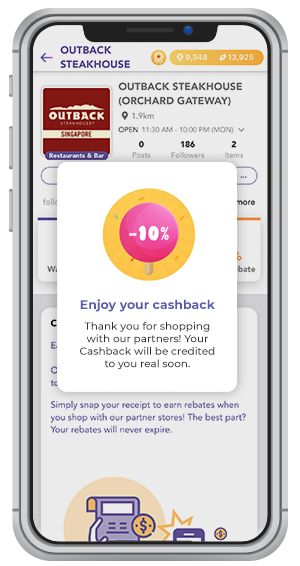 OUTBACK
STEAKHOUSE
9,348 13,925
OUTBACK
STEAKHOUSE
SINGAPORE
Restaurants & Bar
OUTBACK STEAKHOUSE
(ORCHARD GATEWAY)
1.9km
OPEN 11:30 AM - 10:00 PM (MON)
0 186 2
Posts Followers Items
...
follo more
-10%
Wa % bate
Enjoy your cashback
Thank you for shopping
with our partners! Your
Cashback will be credited
to you real soon.
C
Ea
O
to
Simply snap your receipt to earn rebates when
you shop with our partner stores! The best part?
Your rebates will never expire.
$
$